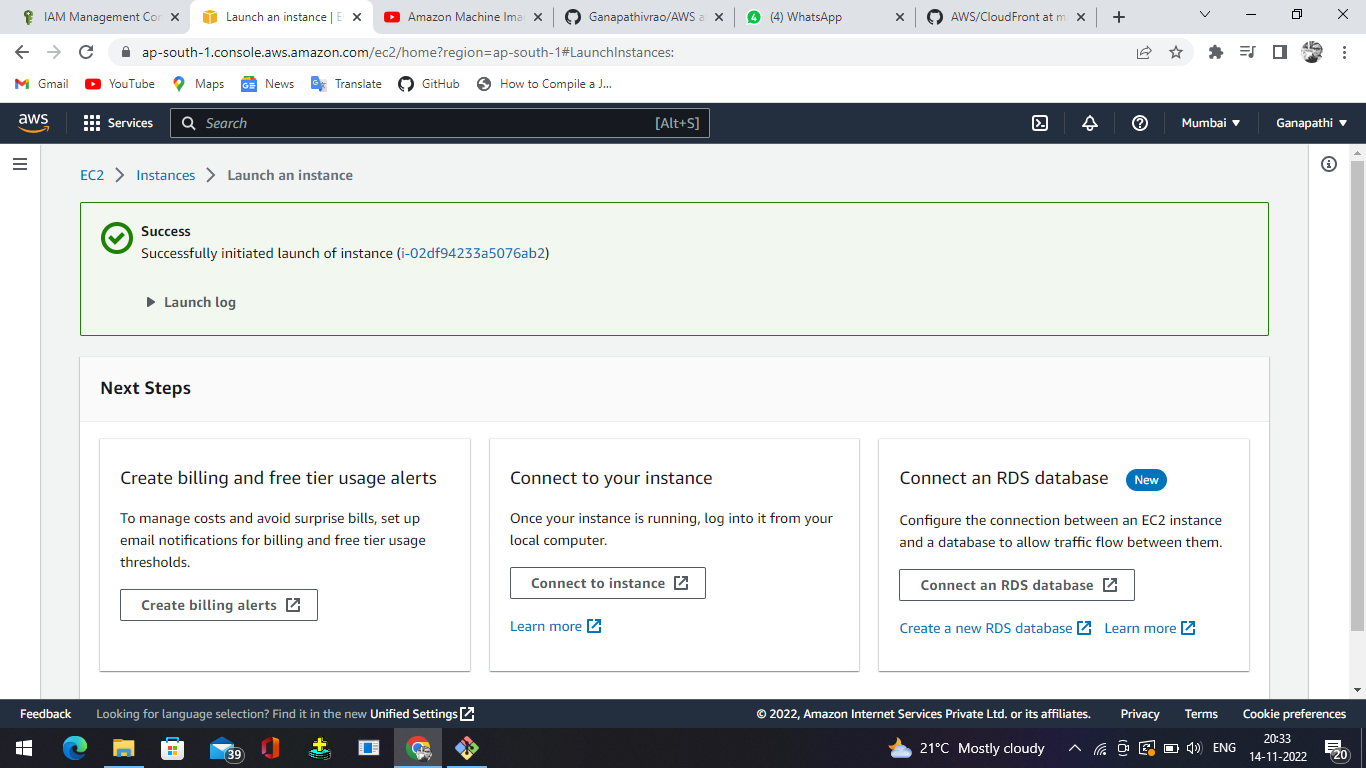 IAM Management Cor
Launch an instance | E
Amazon Machine Ima
Ganapathivrao/AWS a
(4) WhatsApp
AWS/CloudFront at m
ap-south-1.console.aws.amazon.com/ec2/home?region=ap-south-1#LaunchInstances:
Gmail
YouTube
Maps
News
Translate
GitHub
How to Compile a J...
aws
Services
Search
[Alt+S]
Mumbai
Ganapathi
EC2
Instances
Launch an instance
Success
Successfully initiated launch of instance (i-02df94233a5076ab2)
Launch log
Next Steps
Create billing and free tier usage alerts
To manage costs and avoid surprise bills, set up
email notifications for billing and free tier usage
thresholds.
Create billing alerts
Connect to your instance
Once your instance is running, log into it from your
local computer.
Connect to instance
Learn more
Connect an RDS database
New
Configure the connection between an EC2 instance
and a database to allow traffic flow between them.
Connect an RDS database
Create a new RDS database
Learn more
Feedback
Looking for language selection? Find it in the new Unified Settings
© 2022, Amazon Internet Services Private Ltd. or its affiliates.
Privacy
Terms
Cookie preferences
39
21°C Mostly cloudy
ENG
20:33
14-11-2022
20